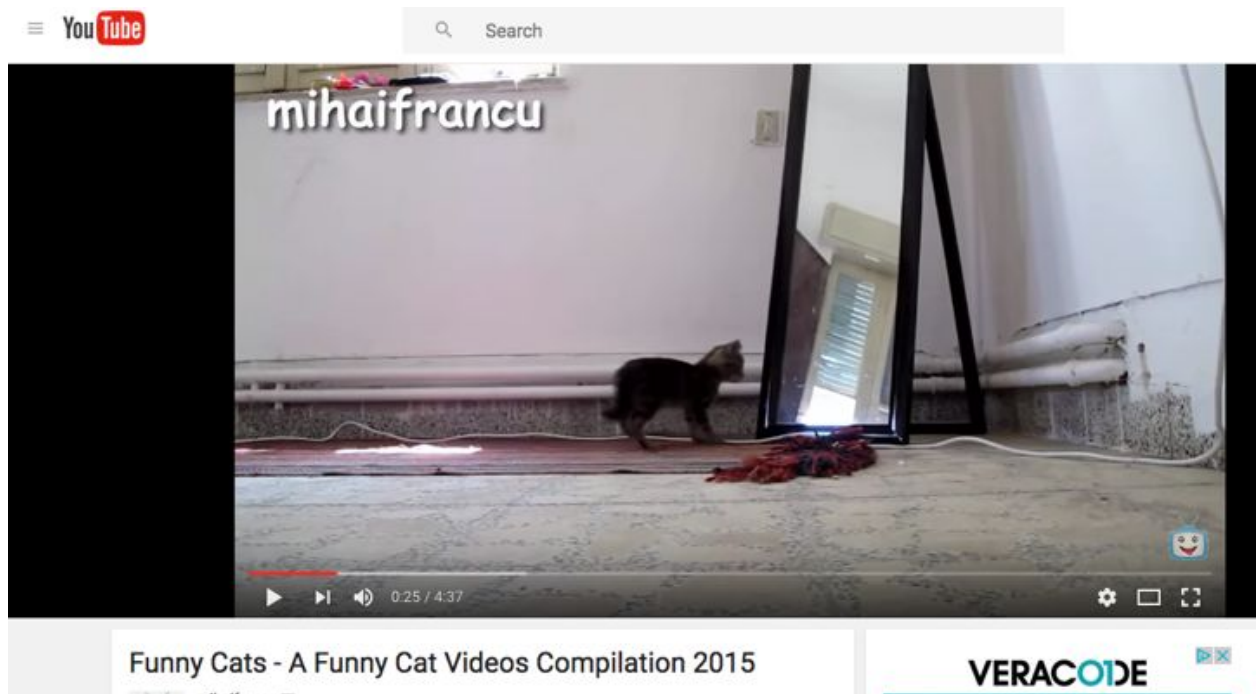 YouTube
Search
mihaifrancu
0:25 / 4:37
Funny Cats - A Funny Cat Videos Compilation 2015
VERACODE